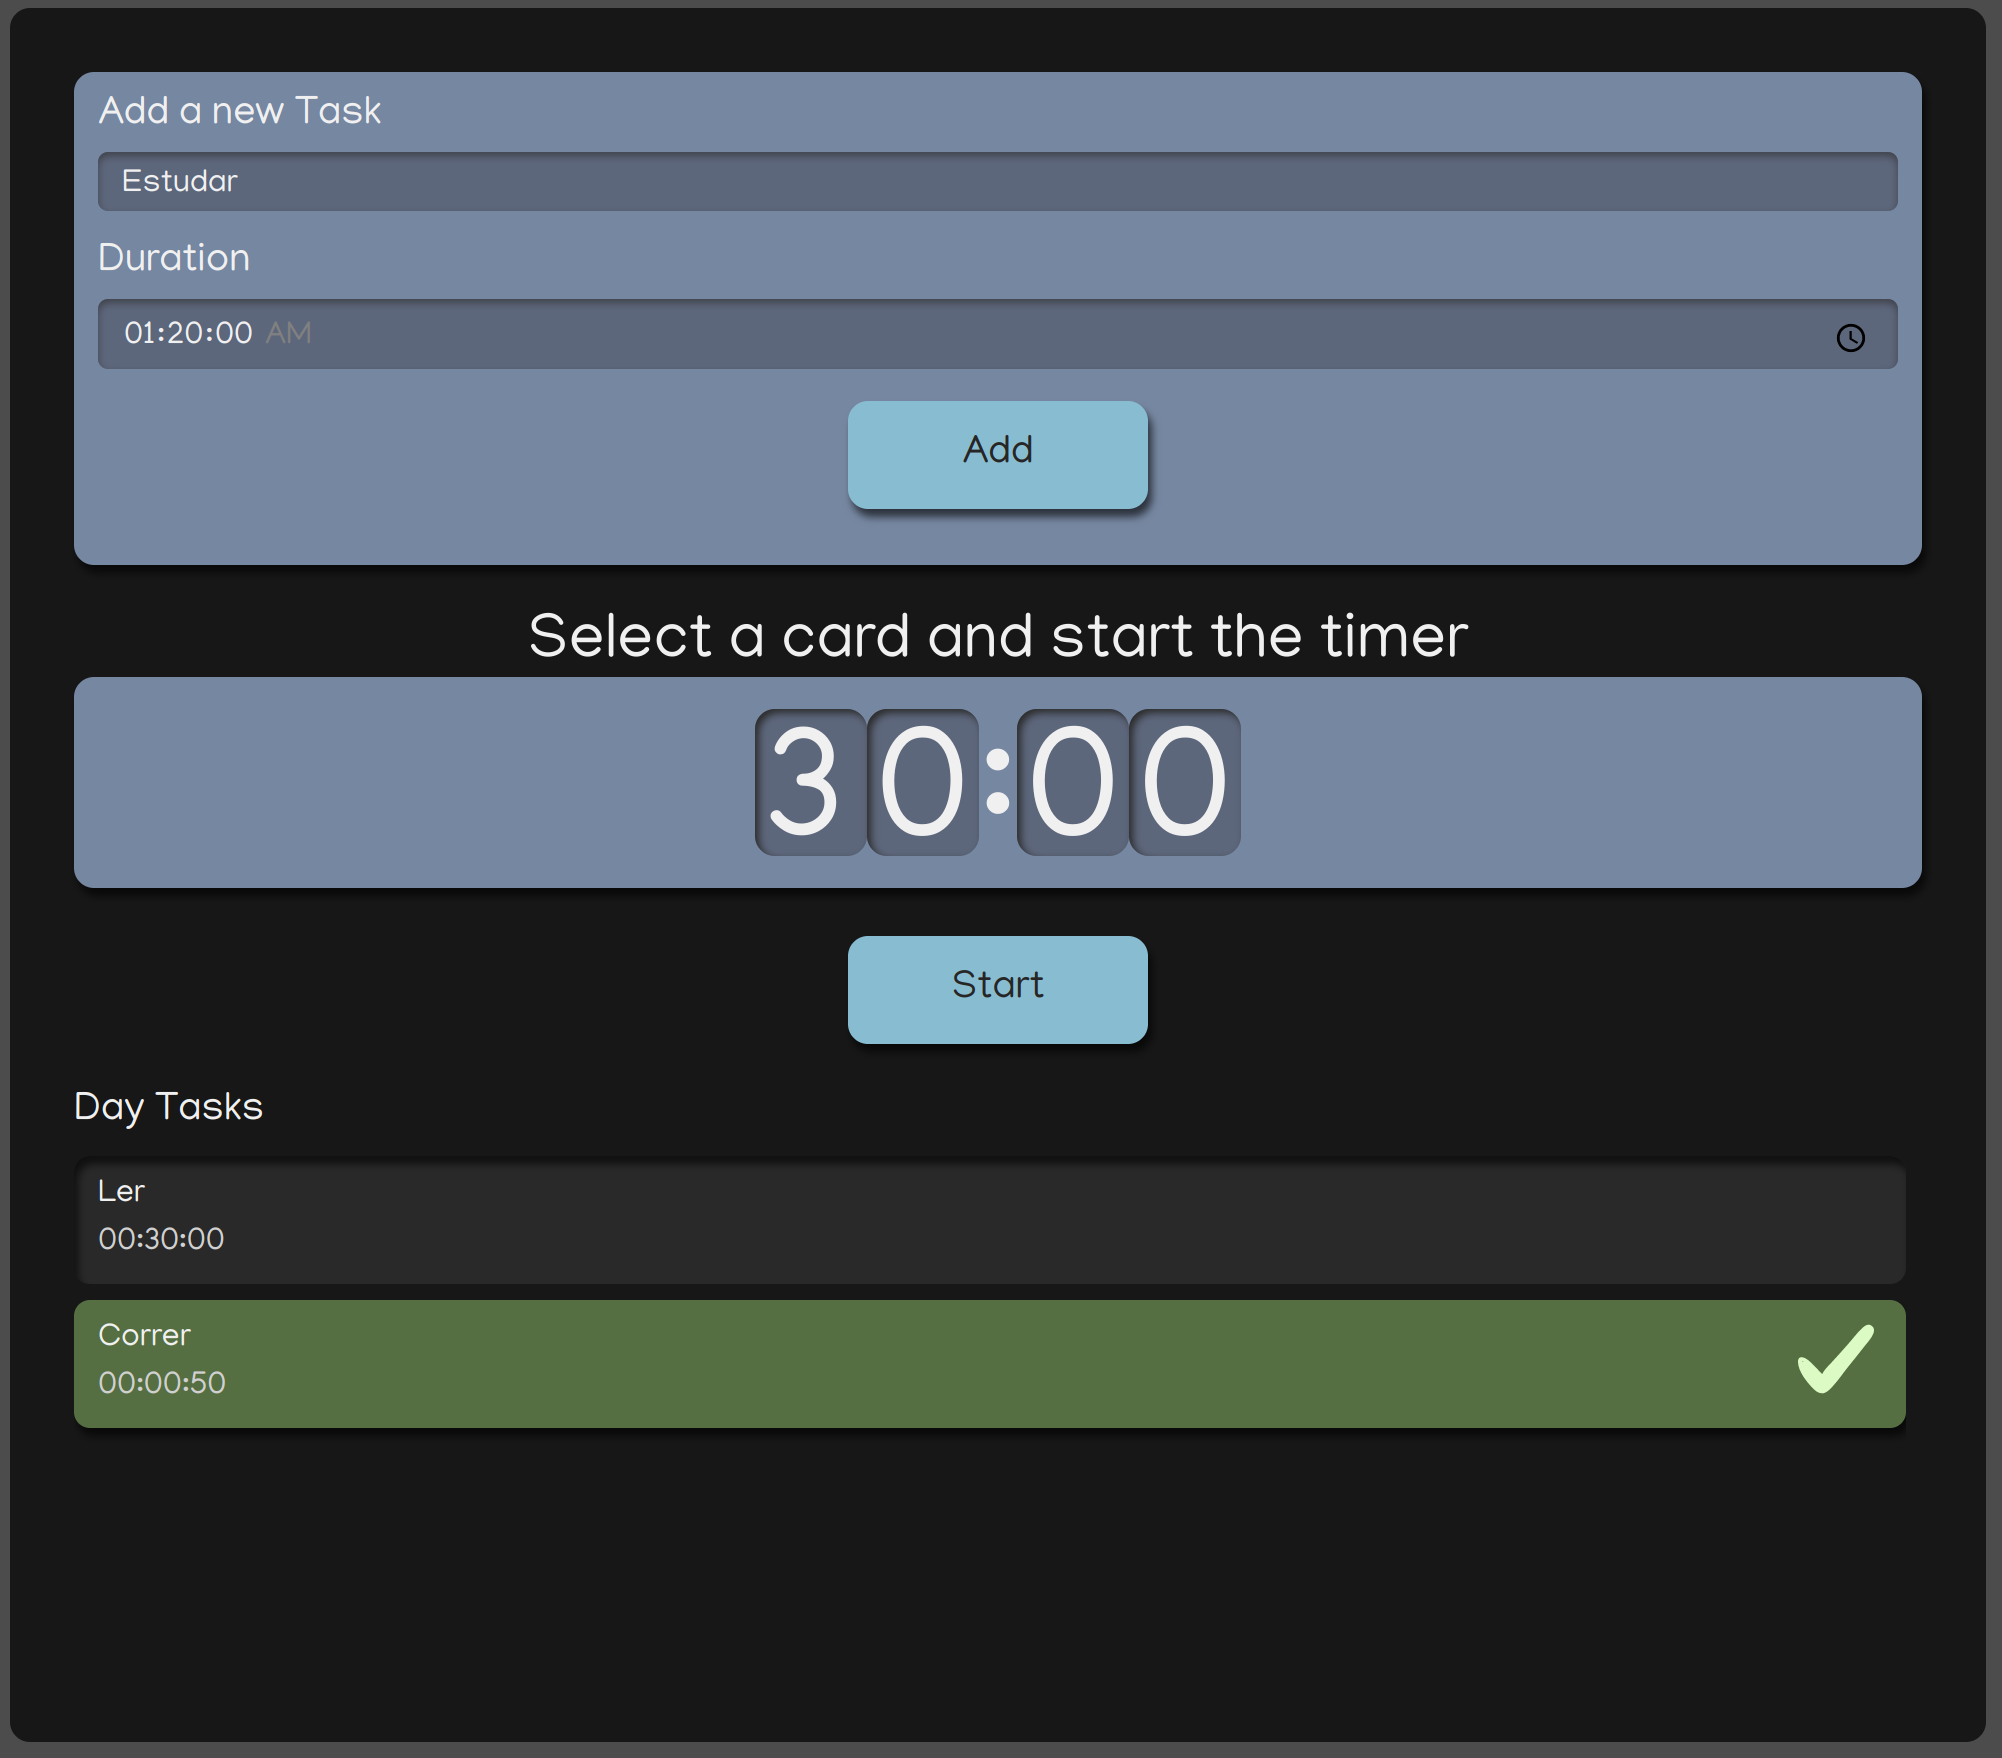 Add a new Task
Estudar
Duration
01:20:00 AM
Add
Select a card and start the timer
30:00
Start
Day Tasks
Ler
00:30:00
Correr
00:00:50